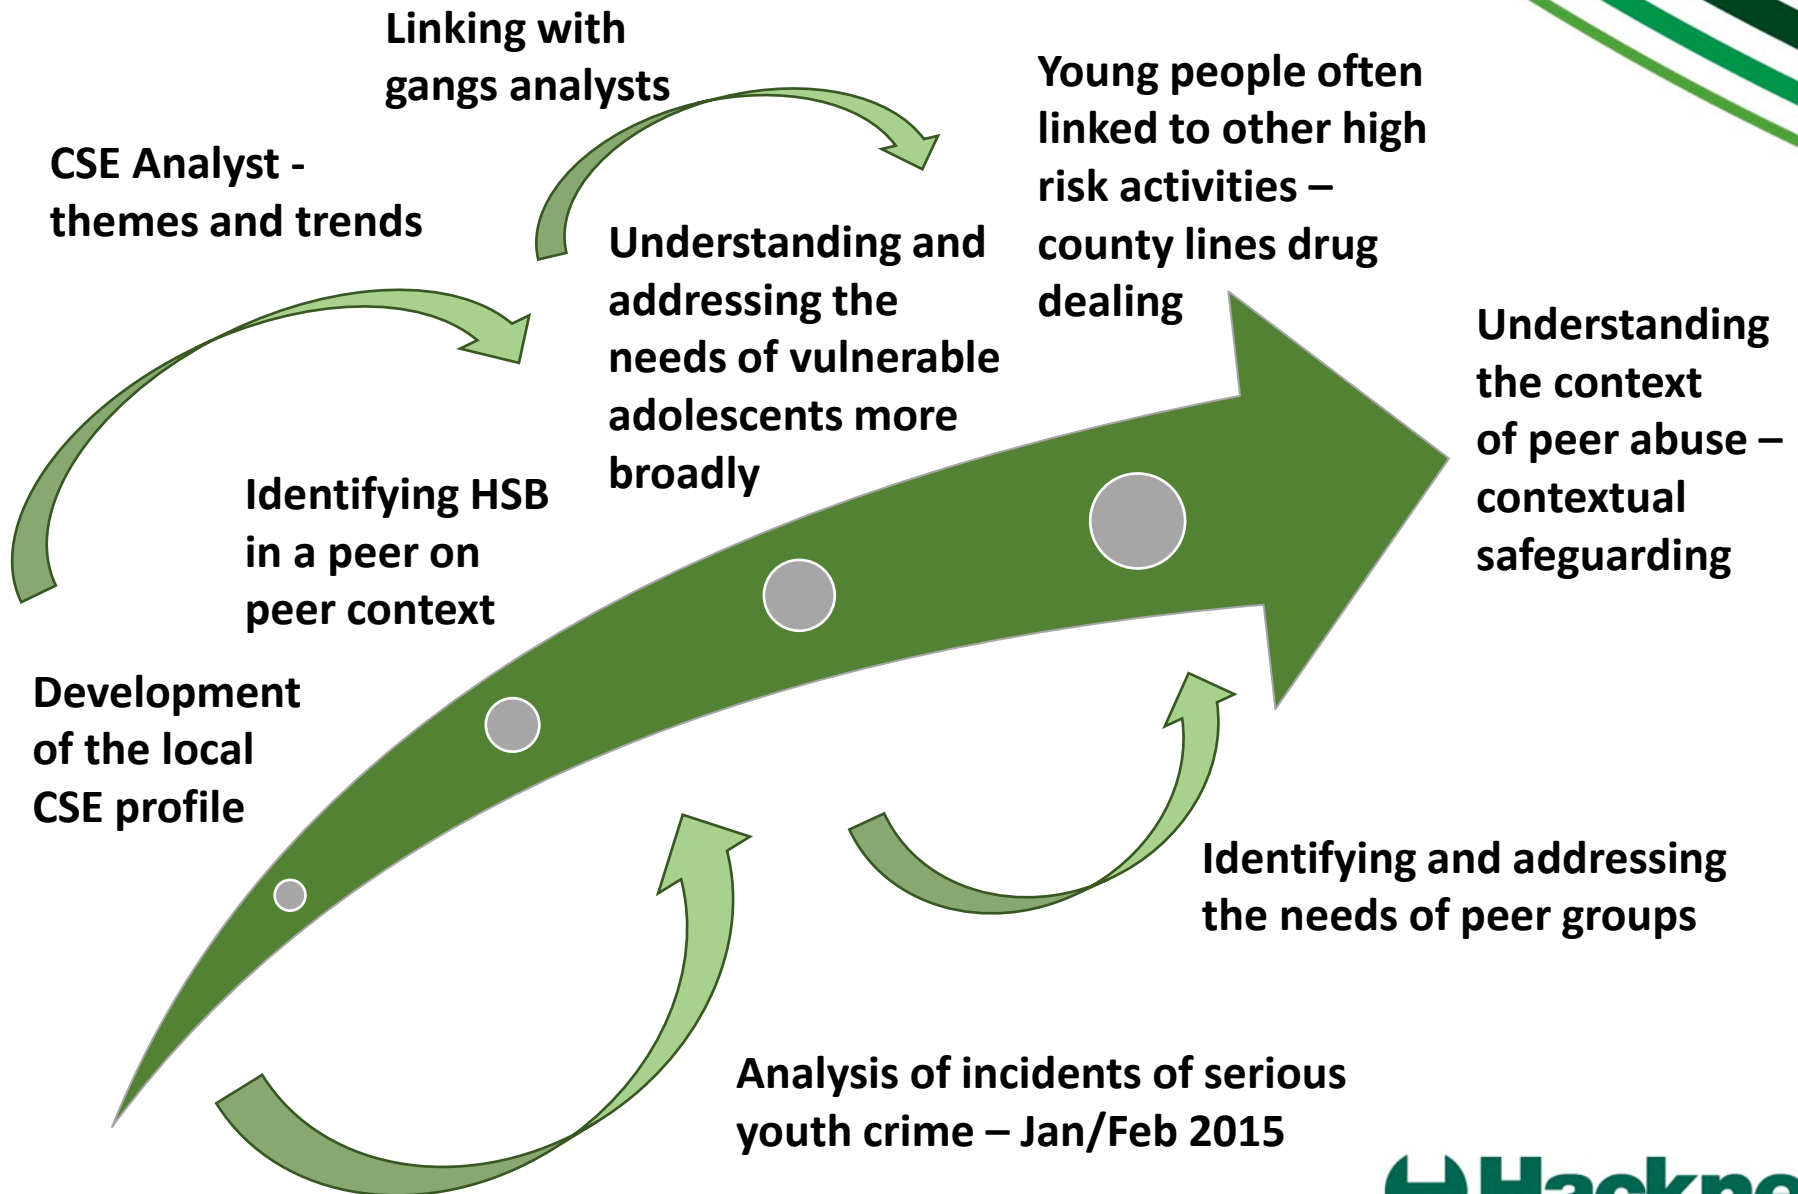 Linking with
gangs analysts
CSE Analyst -
themes and trends
Young people often
linked to other high
risk activities –
county lines drug
dealing
Understanding and
addressing the
needs of vulnerable
adolescents more
broadly
Understanding
the context
of peer abuse –
contextual
safeguarding
Identifying HSB
in a peer on
peer context
Development
of the local
CSE profile
Identifying and addressing
the needs of peer groups
Analysis of incidents of serious
youth crime – Jan/Feb 2015
Hackne